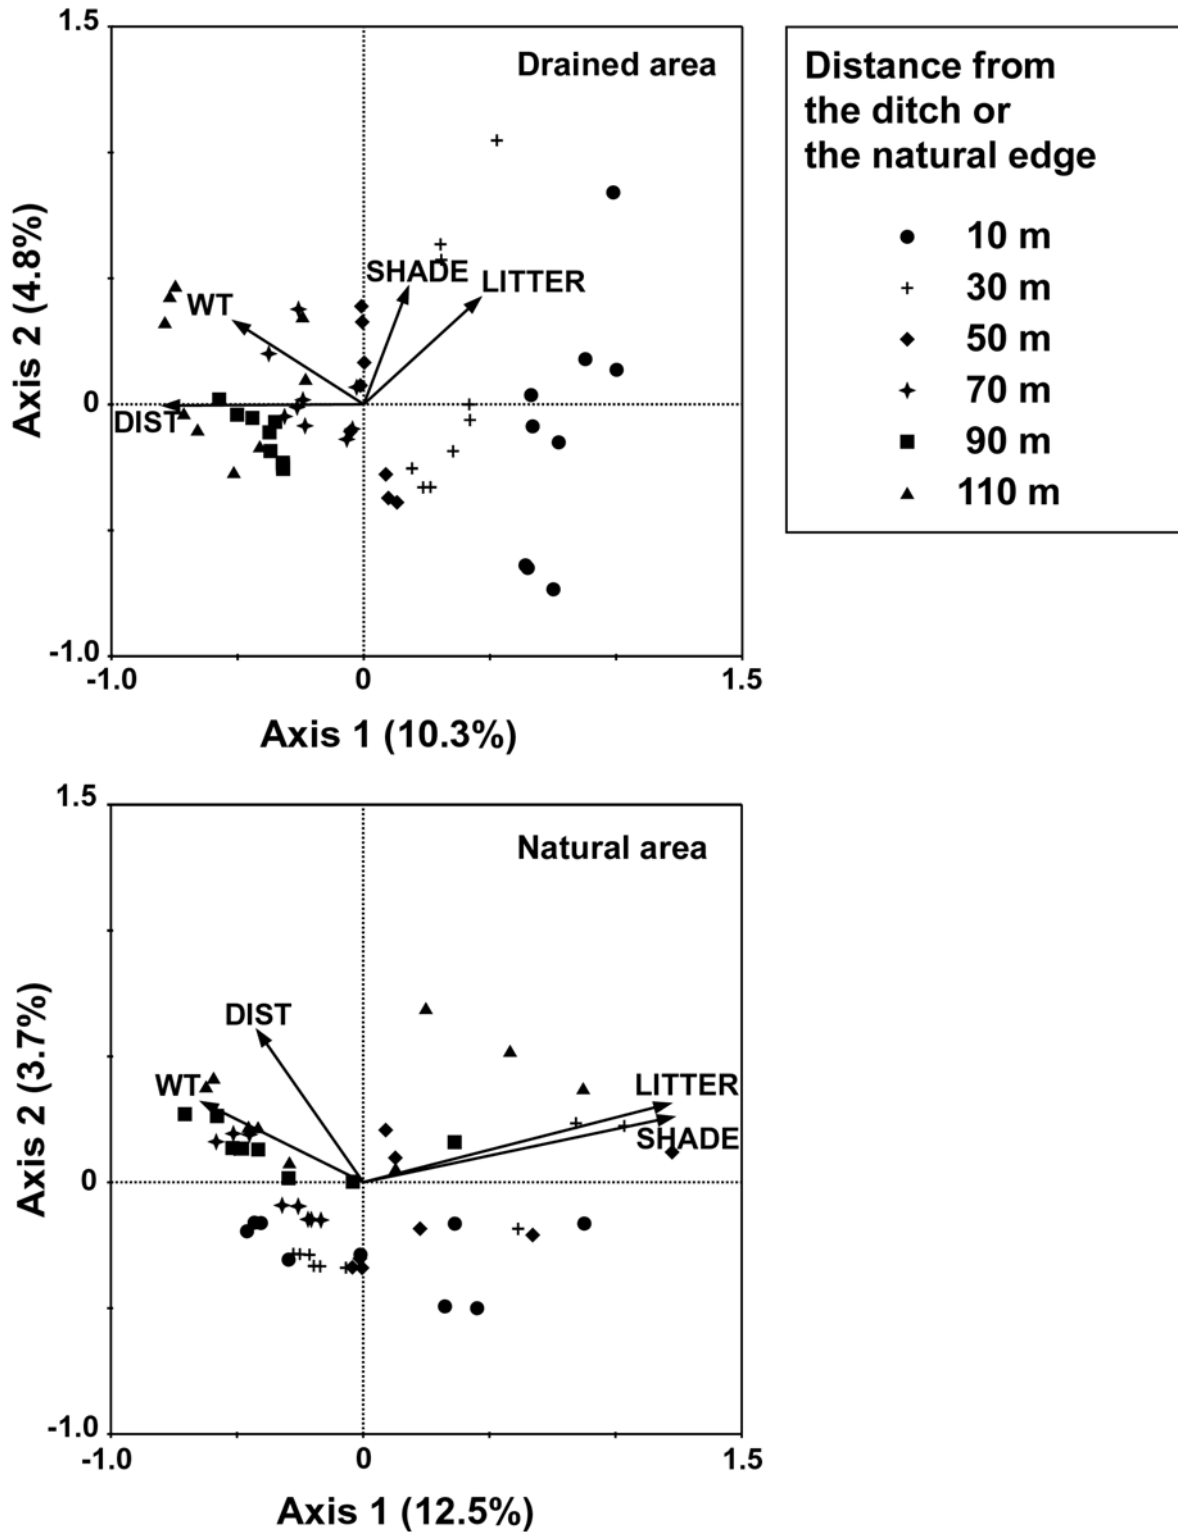 1.5
Drained area
SHADE
LITTER
WT
0
DIST
-1.0
-1.0
0
1.5
Axis 2 (4.8%)
Axis 1 (10.3%)
Distance from
the ditch or
the natural edge
10 m
30 m
50 m
70 m
90 m
110 m
1.5
Natural area
DIST
WT
LITTER
SHADE
0
-1.0
-1.0
0
1.5
Axis 2 (3.7%)
Axis 1 (12.5%)